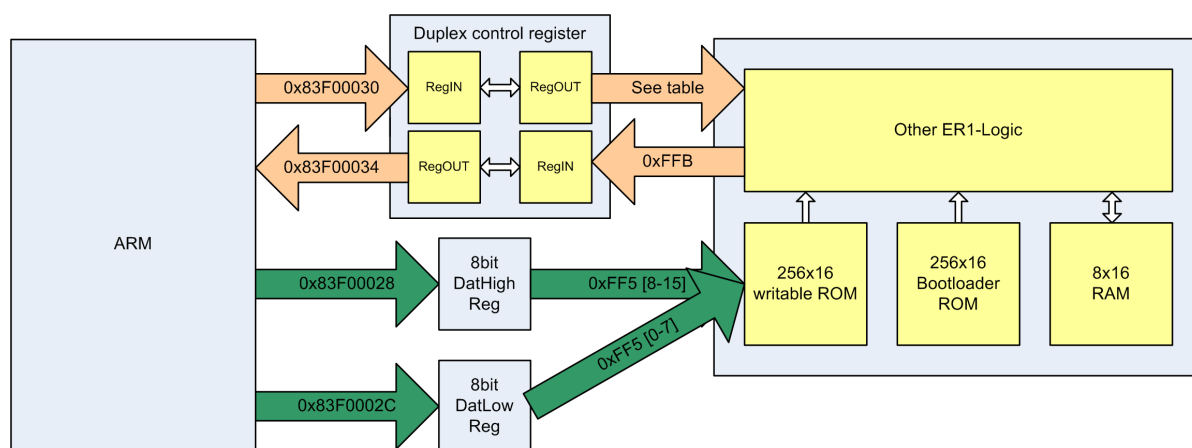 Duplex control register
0x83F00030
RegIN
RegOUT
See table
Other ER1-Logic
0x83F00034
RegOUT
RegIN
0xFFB
ARM
0x83F00028
8bit
DatHigh
Reg
0xFF5 [8-15]
256x16
writable ROM
256x16
Bootloader
ROM
8x16
RAM
0xFF5 [0-7]
0x83F0002C
8bit
DatLow
Reg